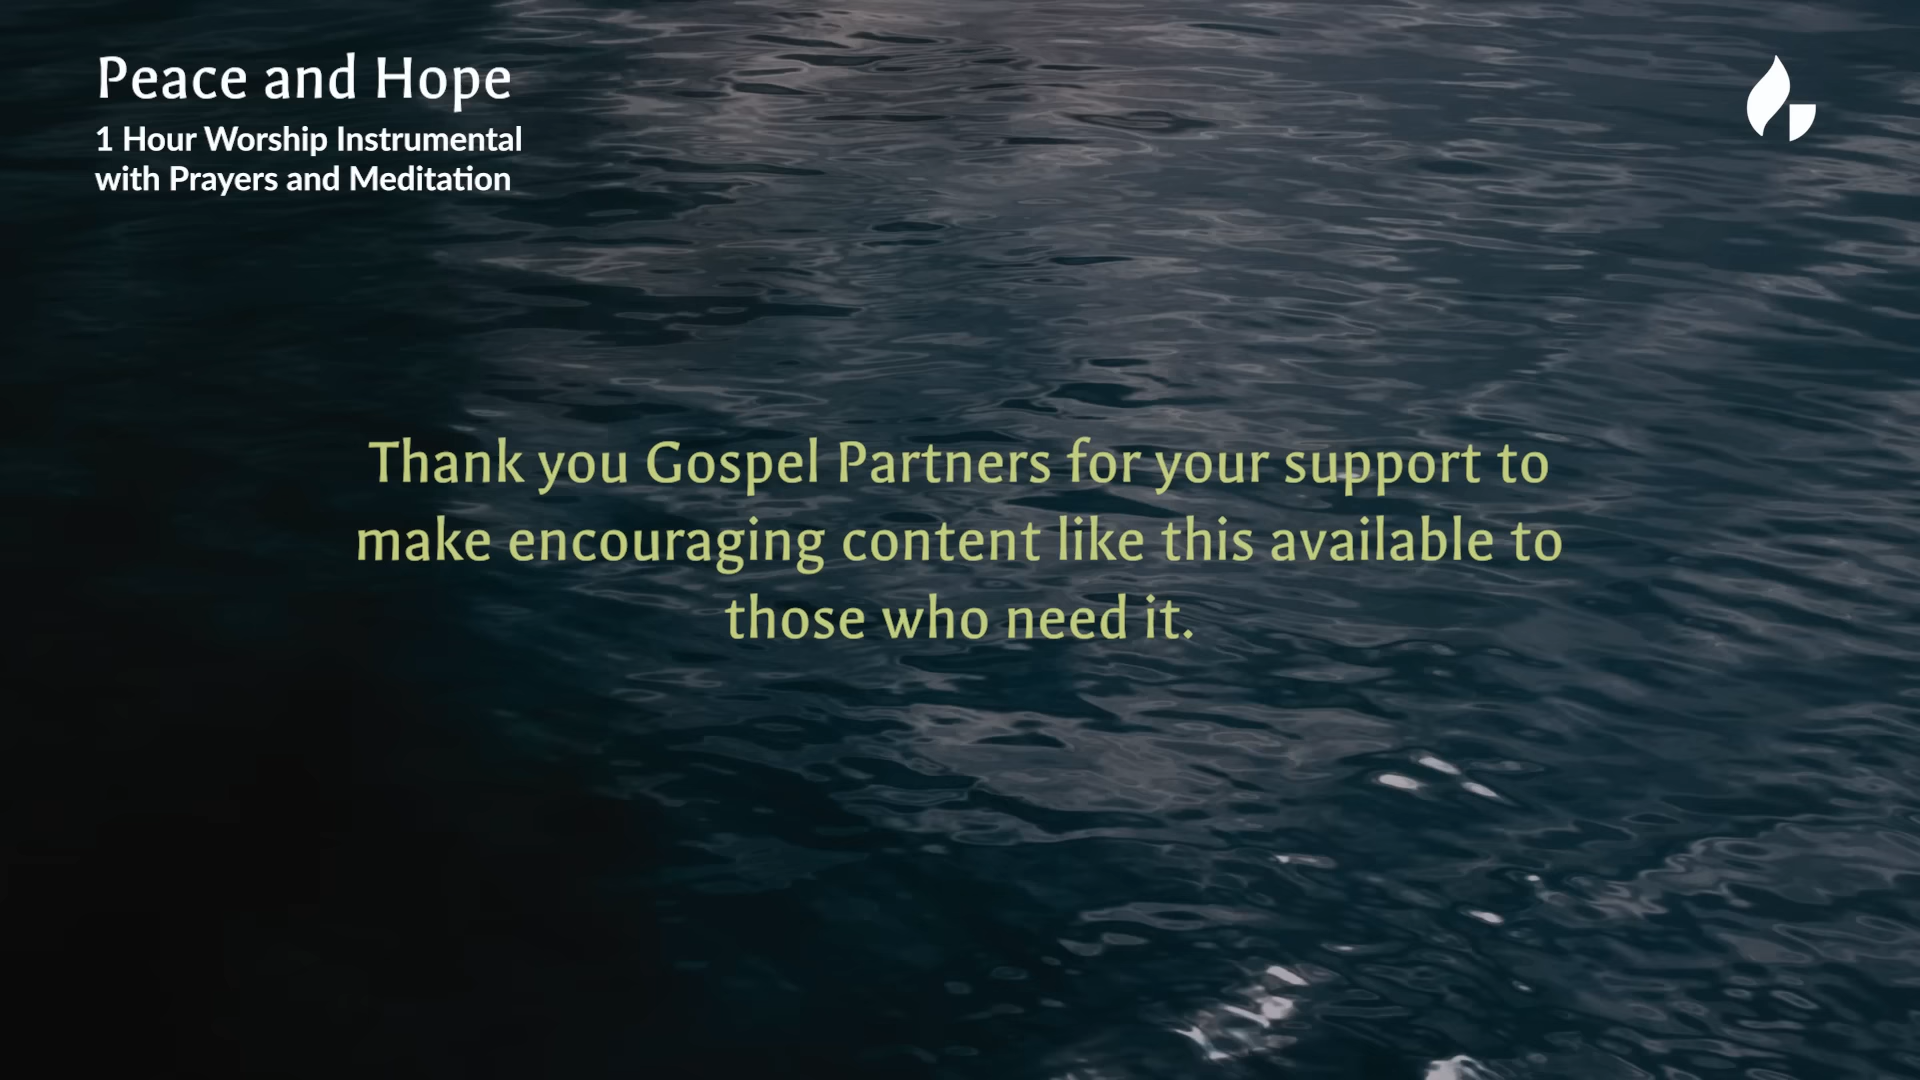 Peace and Hope
1 Hour Worship Instrumental
with Prayers and Meditation
Thank you Gospel Partners for your support to
make encouraging content like this available to
those who need it.